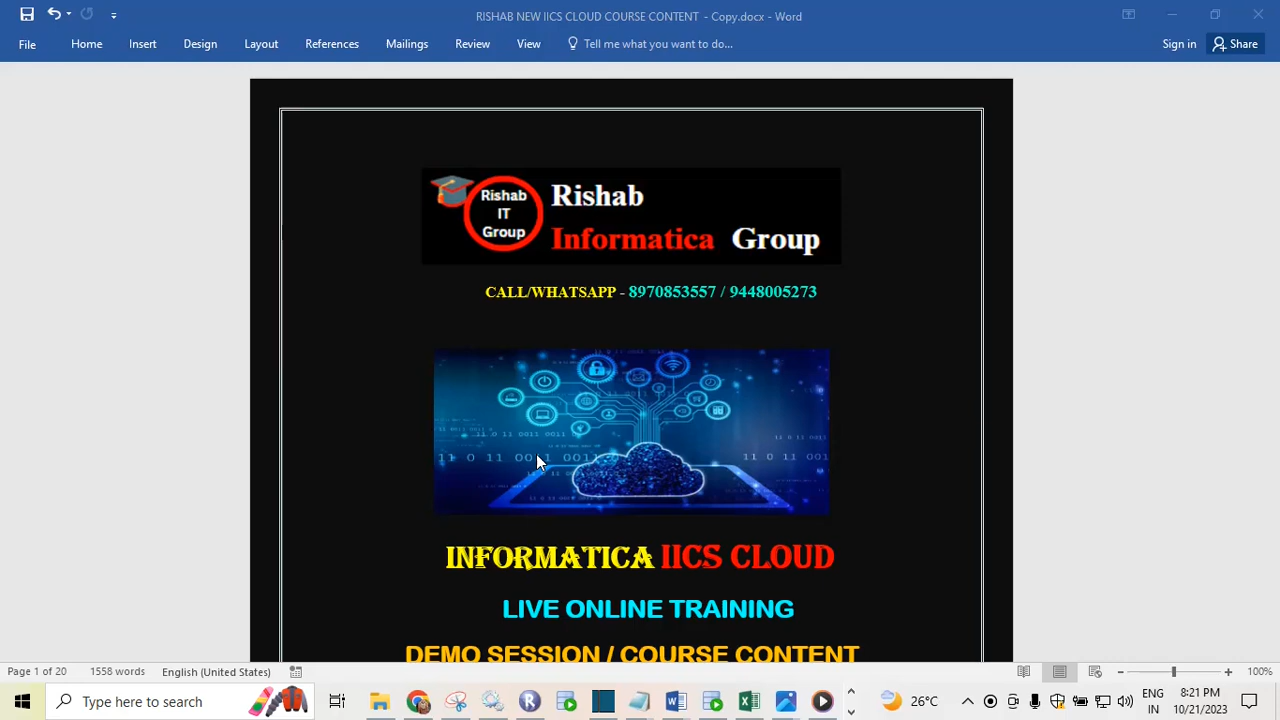 RISHAB NEW IICS CLOUD COURSE CONTENT - Copy.docx - Word
File Home Insert Design Layout References Mailings Review View Tell me what you want to do... Sign in Share
Rishab IT Group
Rishab
Informatica Group
CALL/WHATSAPP - 8970853557 / 9448005273
INFORMATICA IICS CLOUD
LIVE ONLINE TRAINING
DEMO SESSION / COURSE CONTENT
Page 1 of 20 1558 words English (United States) 100%
Type here to search
26°C
ENG
IN
8:21 PM
10/21/2023